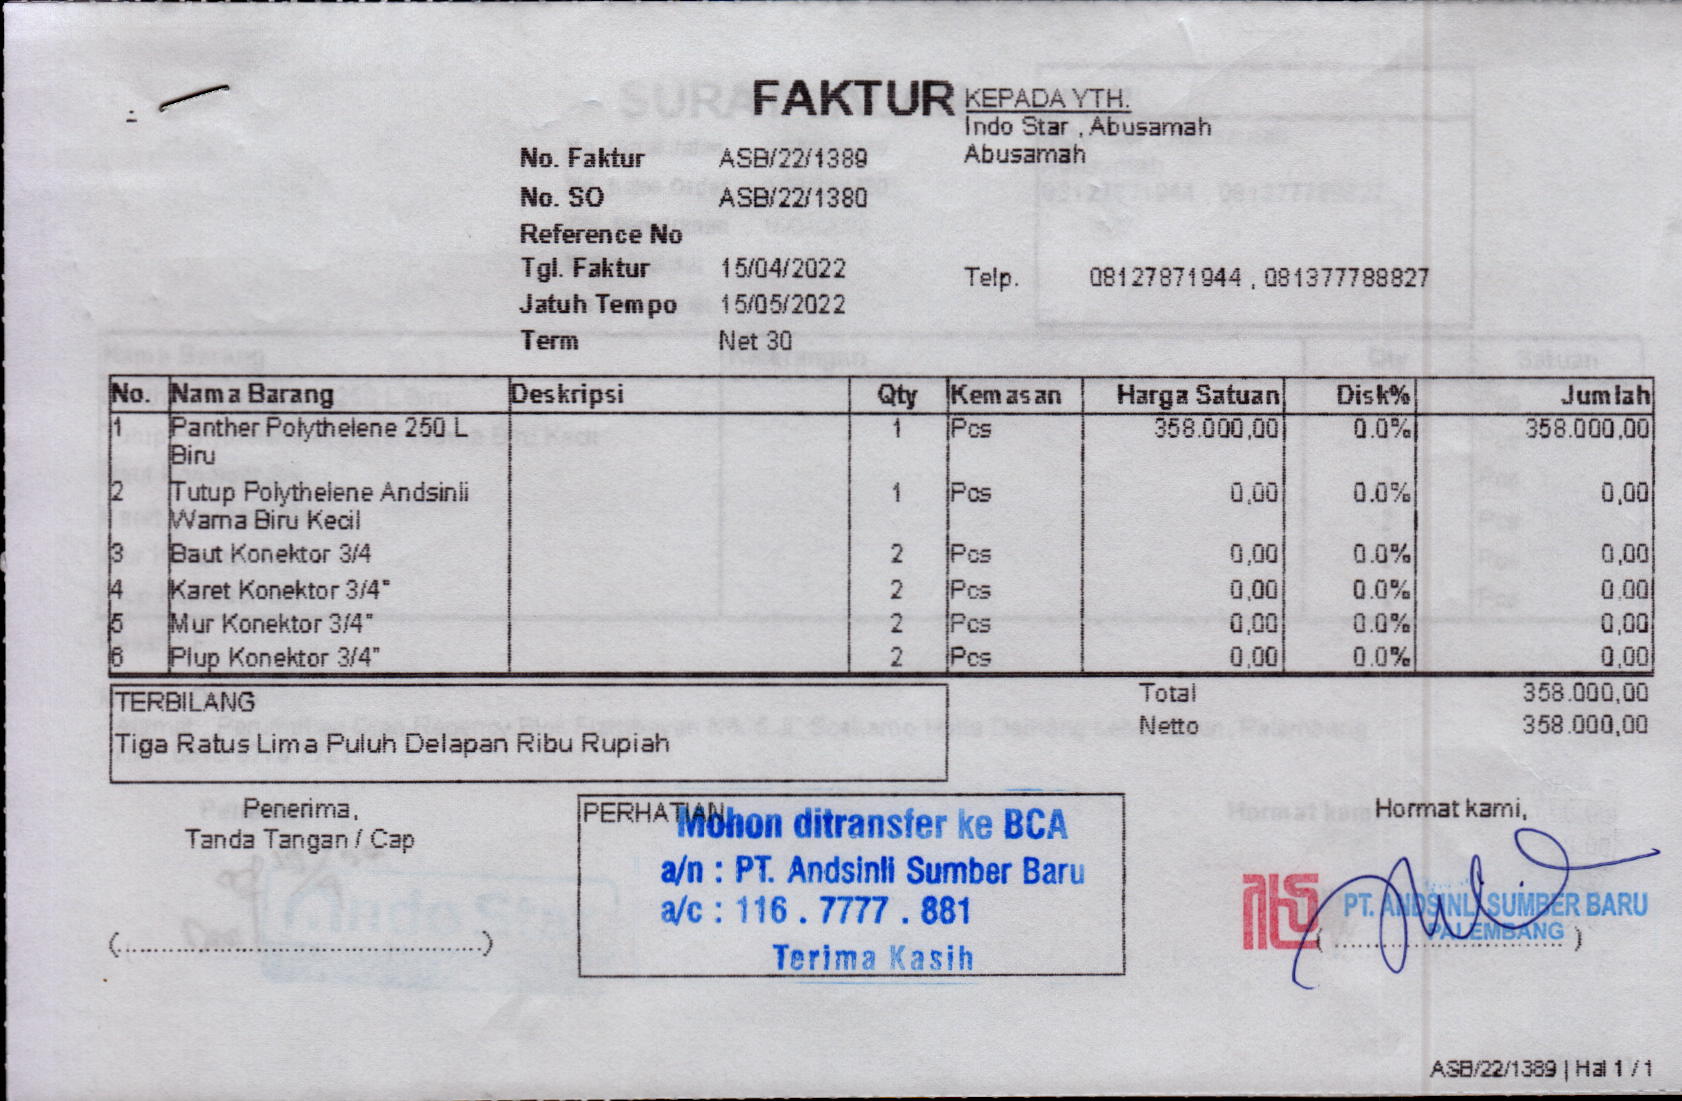 FAKTUR
KEPADA YTH.
Indo Star , Abusamah
Abusamah
No. Faktur ASB/22/1389
No. SO ASB/22/1380
Reference No
Tgl. Faktur 15/04/2022
Jatuh Tempo 15/05/2022
Term Net 30
Telp. 08127871944 , 081377788827
No. Nama Barang Deskripsi Qty Kemasan Harga Satuan Disk% Jumlah
1 Panther Polythelene 250 L 1 Pcs 358.000,00 0.0% 358.000,00
Biru
2 Tutup Polythelene Andsinli 1 Pcs 0,00 0.0% 0,00
Warna Biru Kecil
3 Baut Konektor 3/4 2 Pcs 0,00 0.0% 0,00
4 Karet Konektor 3/4" 2 Pcs 0,00 0.0% 0,00
5 Mur Konektor 3/4" 2 Pcs 0,00 0.0% 0,00
6 Plup Konektor 3/4" 2 Pcs 0,00 0.0% 0,00
Total 358.000,00
Netto 358.000,00
TERBILANG
Tiga Ratus Lima Puluh Delapan Ribu Rupiah
Penerima,
Tanda Tangan / Cap
(..................................................)
PERHATIAN
Mohon ditransfer ke BCA
a/n : PT. Andsinli Sumber Baru
a/c : 116 . 7777 . 881
Terima Kasih
Hormat kami,
PT. ANDSINLI SUMBER BARU
PALEMBANG
(................................)
ASB/22/1389 | Hal 1 / 1